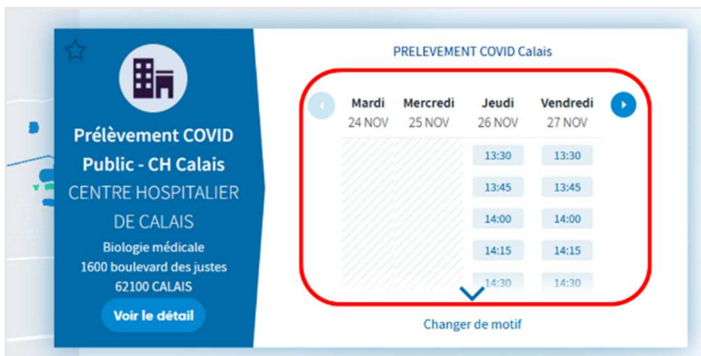 Prélèvement COVID
Public - CH Calais
CENTRE HOSPITALIER
DE CALAIS
Biologie médicale
1600 boulevard des justes
62100 CALAIS
Voir le détail
PRELEVEMENT COVID Calais
Mardi Mercredi Jeudi Vendredi
24 NOV 25 NOV 26 NOV 27 NOV
13:30 13:30
13:45 13:45
14:00 14:00
14:15 14:15
14:30 14:30
Changer de motif